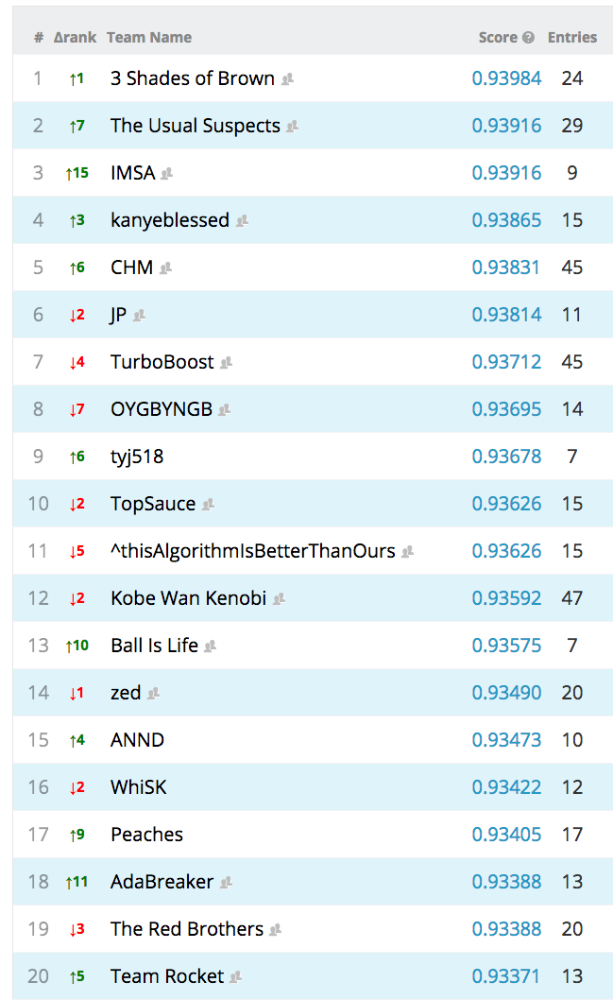 # Δrank Team Name Score Entries
1 ↑1 3 Shades of Brown 0.93984 24
2 ↑7 The Usual Suspects 0.93916 29
3 ↑15 IMSA 0.93916 9
4 ↑3 kanyeblessed 0.93865 15
5 ↑6 CHM 0.93831 45
6 ↓2 JP 0.93814 11
7 ↓4 TurboBoost 0.93712 45
8 ↓7 OYGBYNGB 0.93695 14
9 ↑6 tyj518 0.93678 7
10 ↓2 TopSauce 0.93626 15
11 ↓5 ^thisAlgorithmIsBetterThanOurs 0.93626 15
12 ↓2 Kobe Wan Kenobi 0.93592 47
13 ↑10 Ball Is Life 0.93575 7
14 ↓1 zed 0.93490 20
15 ↑4 ANND 0.93473 10
16 ↓2 WhiSK 0.93422 12
17 ↑9 Peaches 0.93405 17
18 ↑11 AdaBreaker 0.93388 13
19 ↓3 The Red Brothers 0.93388 20
20 ↑5 Team Rocket 0.93371 13